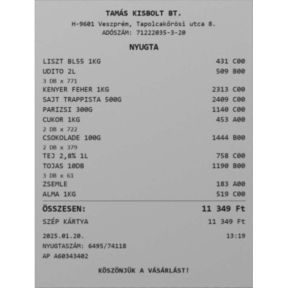 TAMÁS KISBOLT BT.
H-9601 Veszprém, Tapolcakőrösi utca 8.
ADÓSZÁM: 71222035-3-20
NYUGTA
LISZT BL55 1KG 431 C00
UDITO 2L 509 B00
3 DB x 771
KENYER FEHER 1KG 2313 C00
SAJT TRAPPISTA 500G 2409 C00
PARIZSI 300G 1140 C00
CUKOR 1KG 453 A00
2 DB x 722
CSOKOLADE 100G 1444 B00
2 DB x 379
TEJ 2,8% 1L 758 C00
TOJAS 10DB 1190 B00
3 DB x 61
ZSEMLE 183 A00
ALMA 1KG 519 C00
ÖSSZESEN: 11 349 Ft
SZÉP KÁRTYA 11 349 Ft
2025.01.20. 13:19
NYUGTASZÁM: 6495/74118
AP A60343402
KÖSZÖNJÜK A VÁSÁRLÁST!